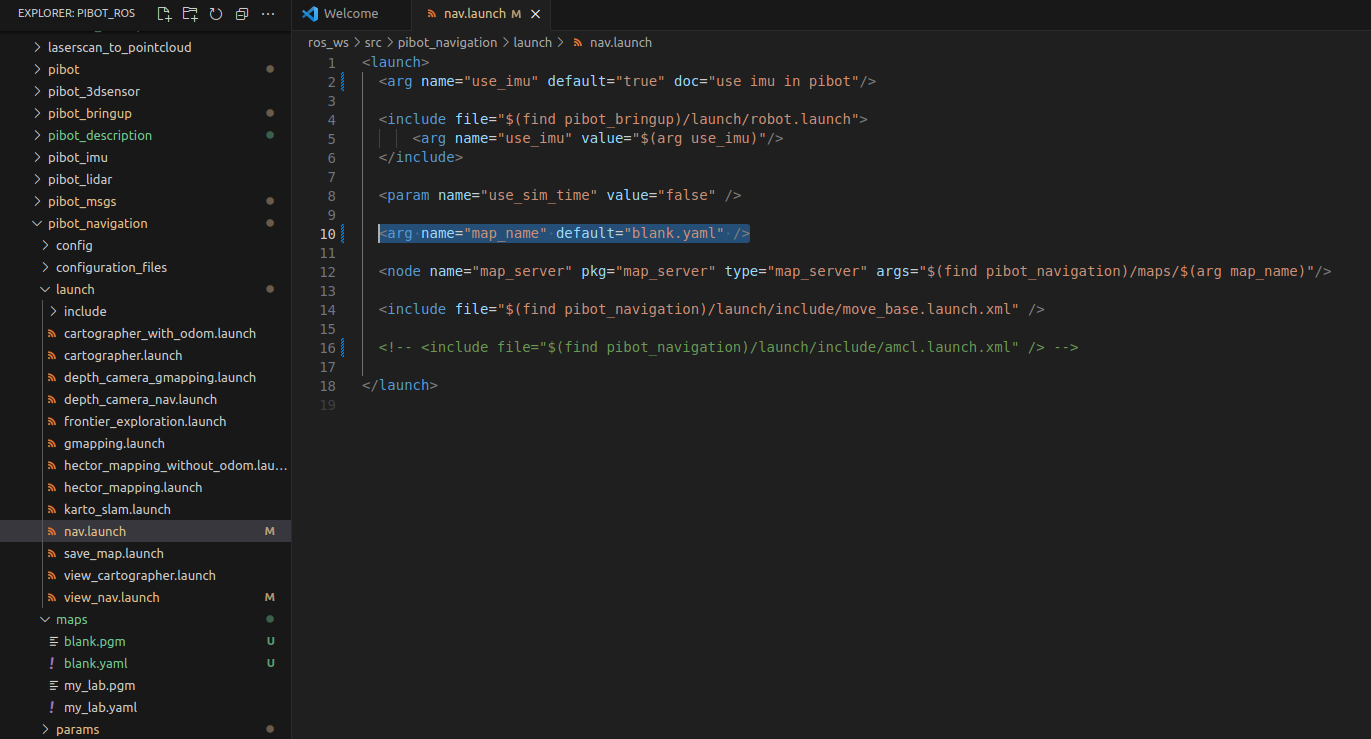 EXPLORER: PIBOT_ROS
laserscan_to_pointcloud
pibot
pibot_3dsensor
pibot_bringup
pibot_description
pibot_imu
pibot_lidar
pibot_msgs
pibot_navigation
config
configuration_files
launch
include
cartographer_with_odom.launch
cartographer.launch
depth_camera_gmapping.launch
depth_camera_nav.launch
frontier_exploration.launch
gmapping.launch
hector_mapping_without_odom.lau...
hector_mapping.launch
karto_slam.launch
nav.launch M
save_map.launch
view_cartographer.launch
view_nav.launch M
maps
blank.pgm U
blank.yaml U
my_lab.pgm
my_lab.yaml
params
Welcome
nav.launch M
ros_ws > src > pibot_navigation > launch > nav.launch
1 <launch>
2 <arg name="use_imu" default="true" doc="use imu in pibot"/>
3
4 <include file="$(find pibot_bringup)/launch/robot.launch">
5 <arg name="use_imu" value="$(arg use_imu)"/>
6 </include>
7
8 <param name="use_sim_time" value="false" />
9
10 <arg name="map_name" default="blank.yaml" />
11
12 <node name="map_server" pkg="map_server" type="map_server" args="$(find pibot_navigation)/maps/$(arg map_name)"/>
13
14 <include file="$(find pibot_navigation)/launch/include/move_base.launch.xml" />
15
16 <!-- <include file="$(find pibot_navigation)/launch/include/amcl.launch.xml" /> -->
17
18 </launch>
19